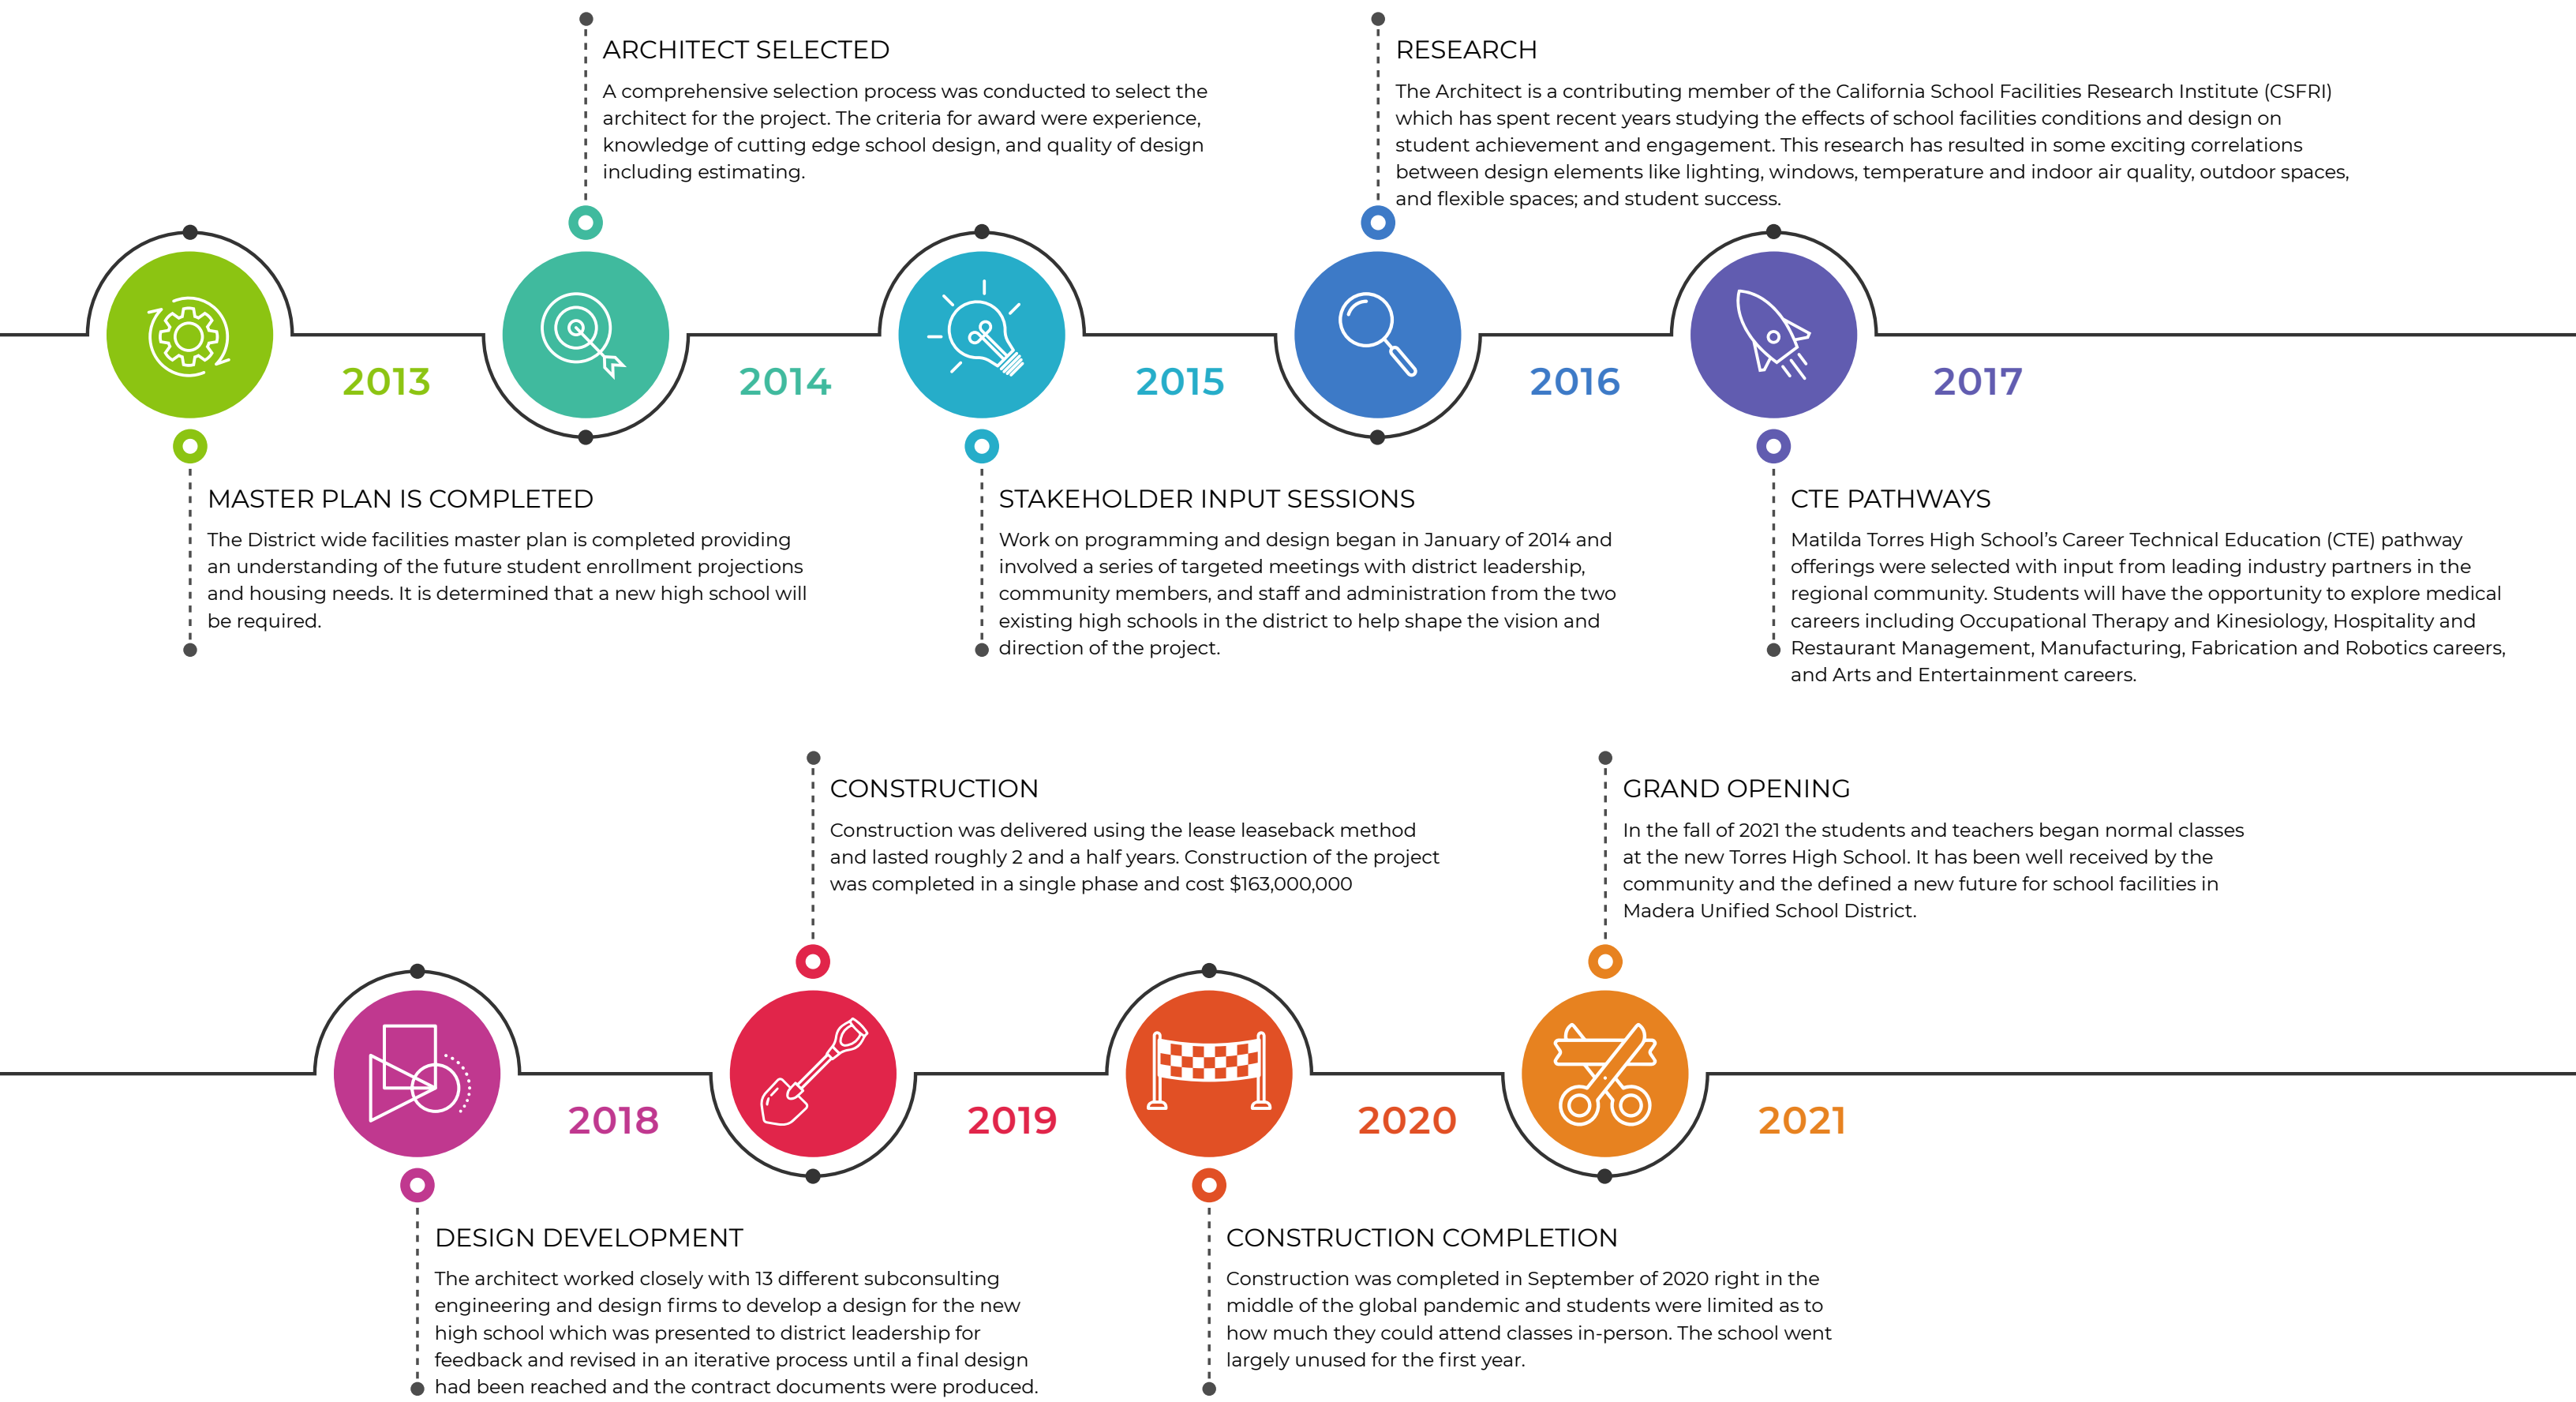 ARCHITECT SELECTED
A comprehensive selection process was conducted to select the
architect for the project. The criteria for award were experience,
knowledge of cutting edge school design, and quality of design
including estimating.
RESEARCH
The Architect is a contributing member of the California School Facilities Research Institute (CSFRI)
which has spent recent years studying the effects of school facilities conditions and design on
student achievement and engagement. This research has resulted in some exciting correlations
between design elements like lighting, windows, temperature and indoor air quality, outdoor spaces,
and flexible spaces; and student success.
2013
2014
2015
2016
2017
MASTER PLAN IS COMPLETED
The District wide facilities master plan is completed providing
an understanding of the future student enrollment projections
and housing needs. It is determined that a new high school will
be required.
STAKEHOLDER INPUT SESSIONS
Work on programming and design began in January of 2014 and
involved a series of targeted meetings with district leadership,
community members, and staff and administration from the two
existing high schools in the district to help shape the vision and
direction of the project.
CTE PATHWAYS
Matilda Torres High School’s Career Technical Education (CTE) pathway
offerings were selected with input from leading industry partners in the
regional community. Students will have the opportunity to explore medical
careers including Occupational Therapy and Kinesiology, Hospitality and
Restaurant Management, Manufacturing, Fabrication and Robotics careers,
and Arts and Entertainment careers.
CONSTRUCTION
Construction was delivered using the lease leaseback method
and lasted roughly 2 and a half years. Construction of the project
was completed in a single phase and cost $163,000,000
GRAND OPENING
In the fall of 2021 the students and teachers began normal classes
at the new Torres High School. It has been well received by the
community and the defined a new future for school facilities in
Madera Unified School District.
2018
2019
2020
2021
DESIGN DEVELOPMENT
The architect worked closely with 13 different subconsulting
engineering and design firms to develop a design for the new
high school which was presented to district leadership for
feedback and revised in an iterative process until a final design
had been reached and the contract documents were produced.
CONSTRUCTION COMPLETION
Construction was completed in September of 2020 right in the
middle of the global pandemic and students were limited as to
how much they could attend classes in-person. The school went
largely unused for the first year.